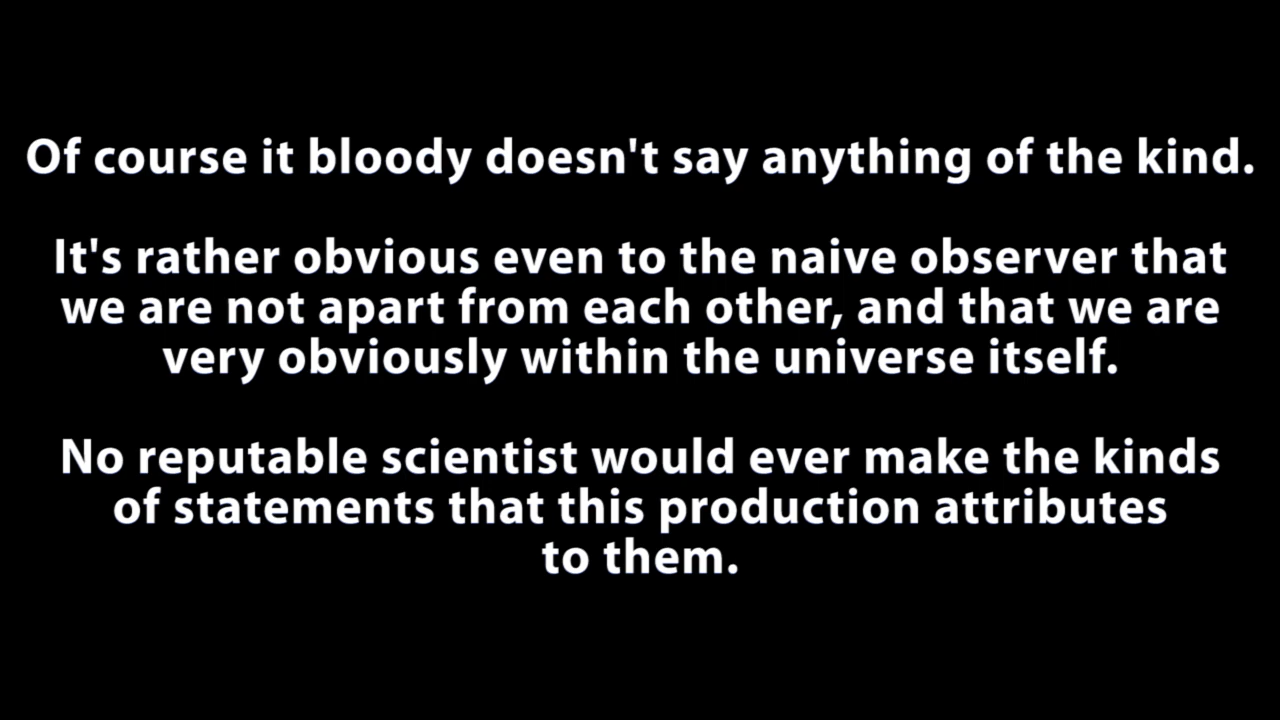 Of course it bloody doesn't say anything of the kind.
It's rather obvious even to the naive observer that
we are not apart from each other, and that we are
very obviously within the universe itself.
No reputable scientist would ever make the kinds
of statements that this production attributes
to them.